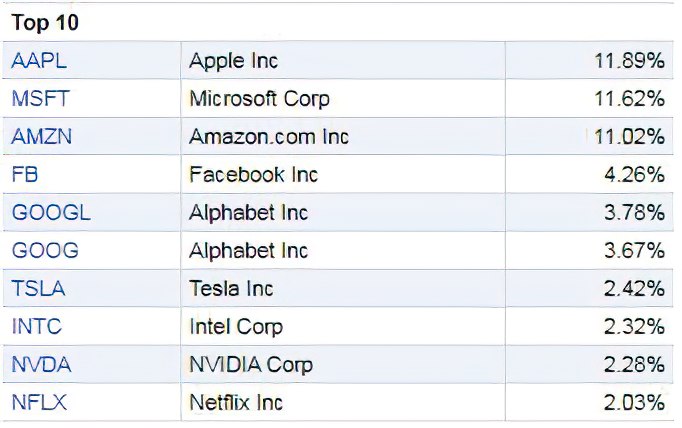 Top 10
AAPL Apple Inc 11.89%
MSFT Microsoft Corp 11.62%
AMZN Amazon.com Inc 11.02%
FB Facebook Inc 4.26%
GOOGL Alphabet Inc 3.78%
GOOG Alphabet Inc 3.67%
TSLA Tesla Inc 2.42%
INTC Intel Corp 2.32%
NVDA NVIDIA Corp 2.28%
NFLX Netflix Inc 2.03%